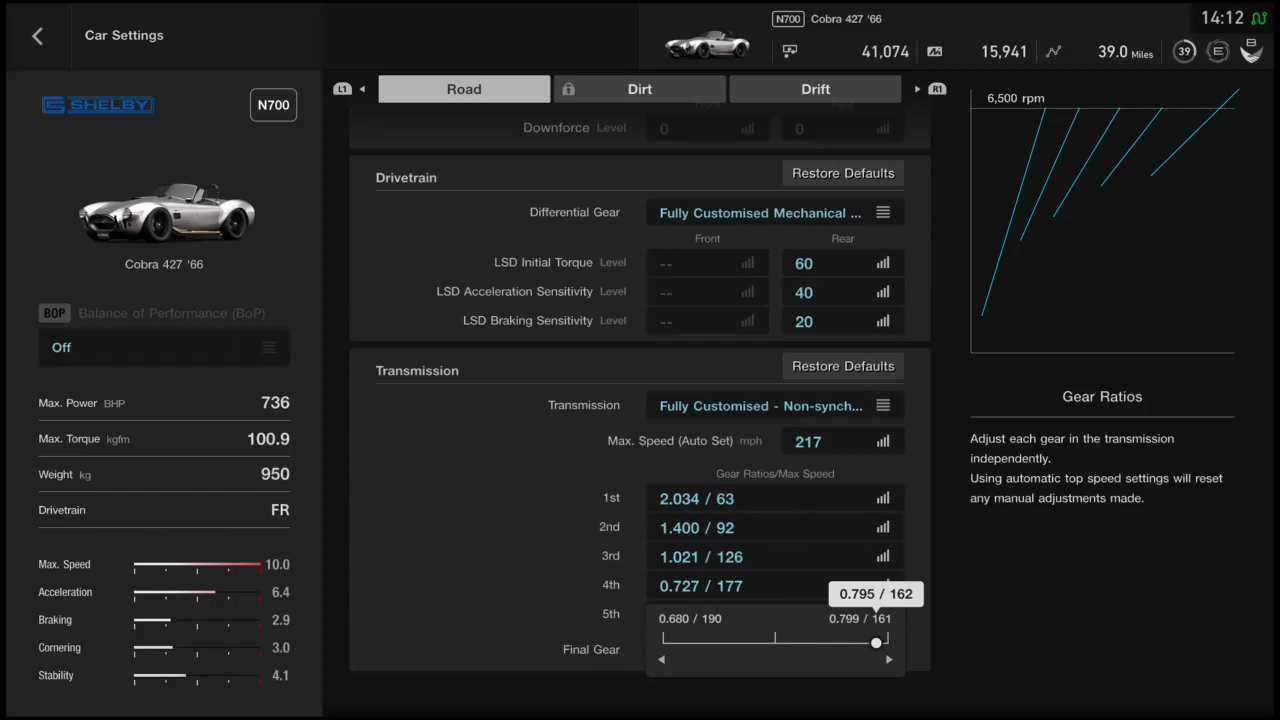 Car Settings
N700 Cobra 427 '66
14:12
41,074
15,941
39.0 Miles
39
E
B
SHELBY
N700
L1
Road
Dirt
Drift
R1
Front
Rear
Downforce Level
0
0
6,500 rpm
Drivetrain
Restore Defaults
Differential Gear
Fully Customised Mechanical ...
Front
Rear
LSD Initial Torque Level
--
60
LSD Acceleration Sensitivity Level
--
40
LSD Braking Sensitivity Level
--
20
Cobra 427 '66
BOP Balance of Performance (BoP)
Off
Max. Power BHP 736
Max. Torque kgfm 100.9
Weight kg 950
Drivetrain FR
Max. Speed 10.0
Acceleration 6.4
Braking 2.9
Cornering 3.0
Stability 4.1
Transmission
Restore Defaults
Transmission
Fully Customised - Non-synch...
Max. Speed (Auto Set) mph
217
Gear Ratios/Max Speed
1st 2.034 / 63
2nd 1.400 / 92
3rd 1.021 / 126
4th 0.727 / 177
0.795 / 162
5th
0.680 / 190
0.799 / 161
Final Gear
Gear Ratios
Adjust each gear in the transmission
independently.
Using automatic top speed settings will reset
any manual adjustments made.